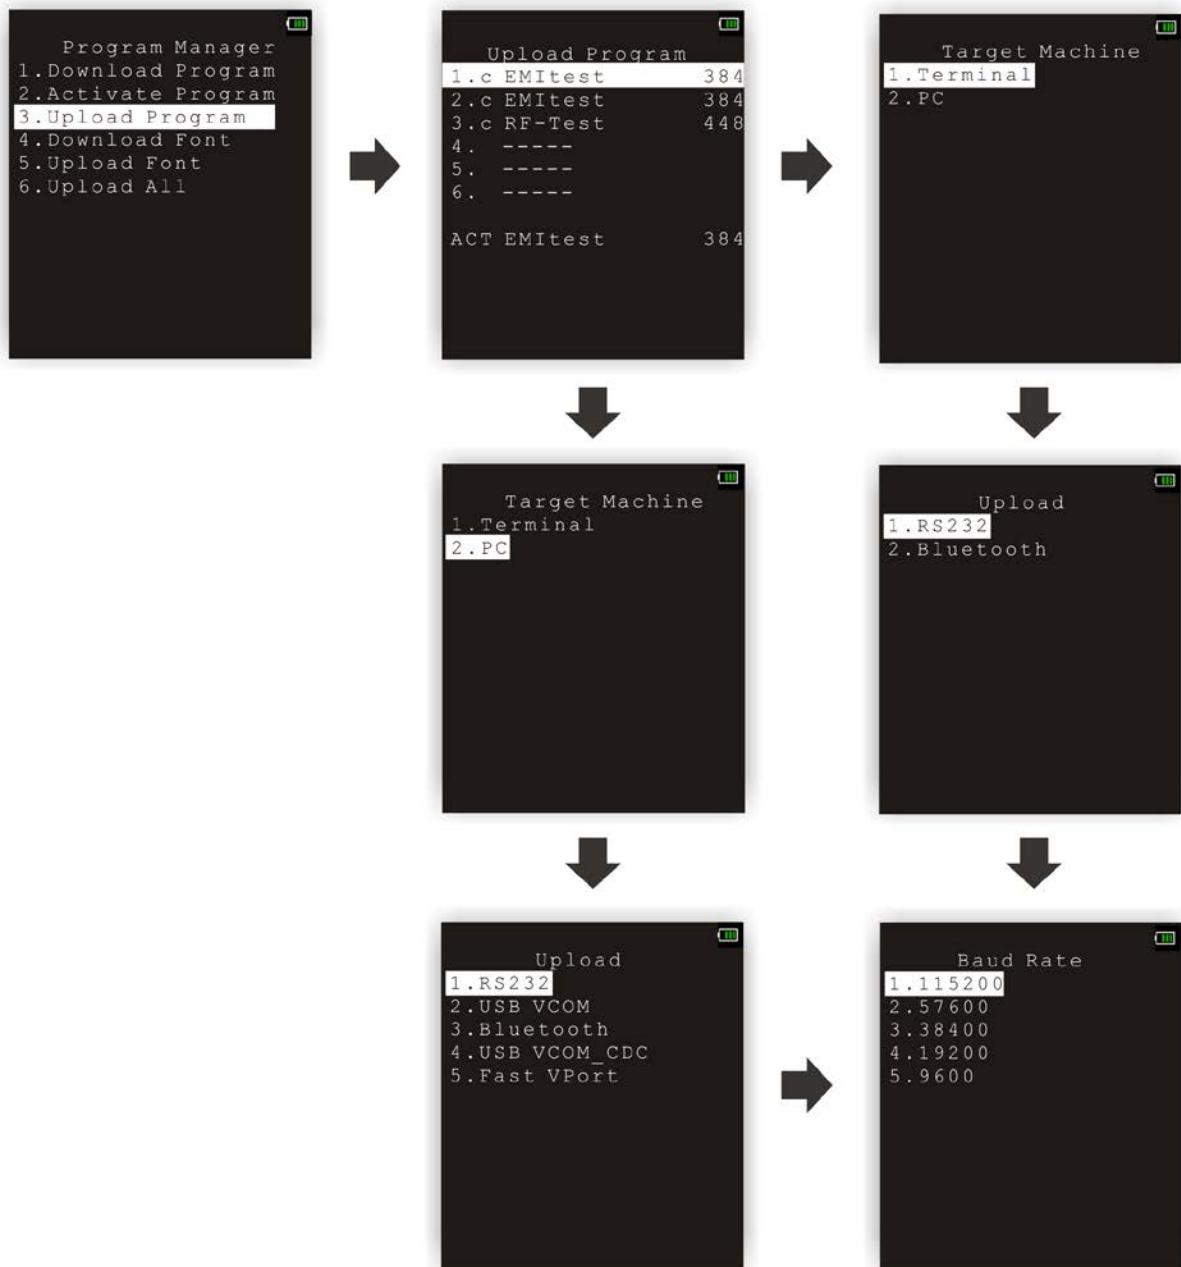 Program Manager
1.Download Program
2.Activate Program
3.Upload Program
4.Download Font
5.Upload Font
6.Upload All
Upload Program
1.c EMItest 384
2.c EMItest 384
3.c RF-Test 448
4. -----
5. -----
6. -----
ACT EMItest 384
Target Machine
1.Terminal
2.PC
Target Machine
1.Terminal
2.PC
Upload
1.RS232
2.Bluetooth
Upload
1.RS232
2.USB VCOM
3.Bluetooth
4.USB VCOM_CDC
5.Fast VPort
Baud Rate
1.115200
2.57600
3.38400
4.19200
5.9600